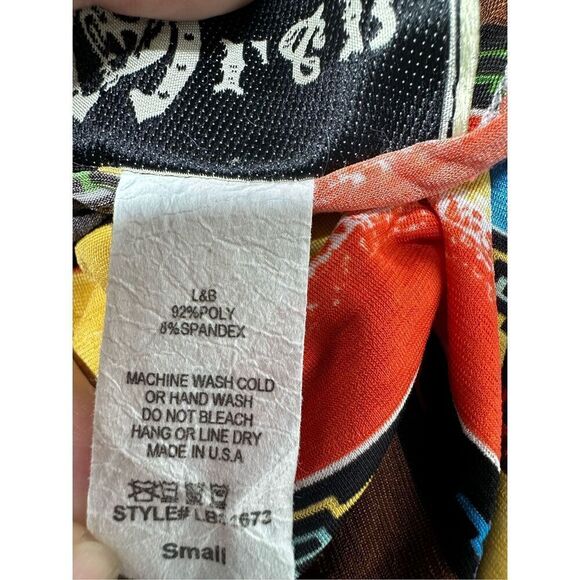 L&B
L&B
92%POLY
8%SPANDEX
MACHINE WASH COLD
OR HAND WASH
DO NOT BLEACH
HANG OR LINE DRY
MADE IN U.S.A
STYLE#
Small